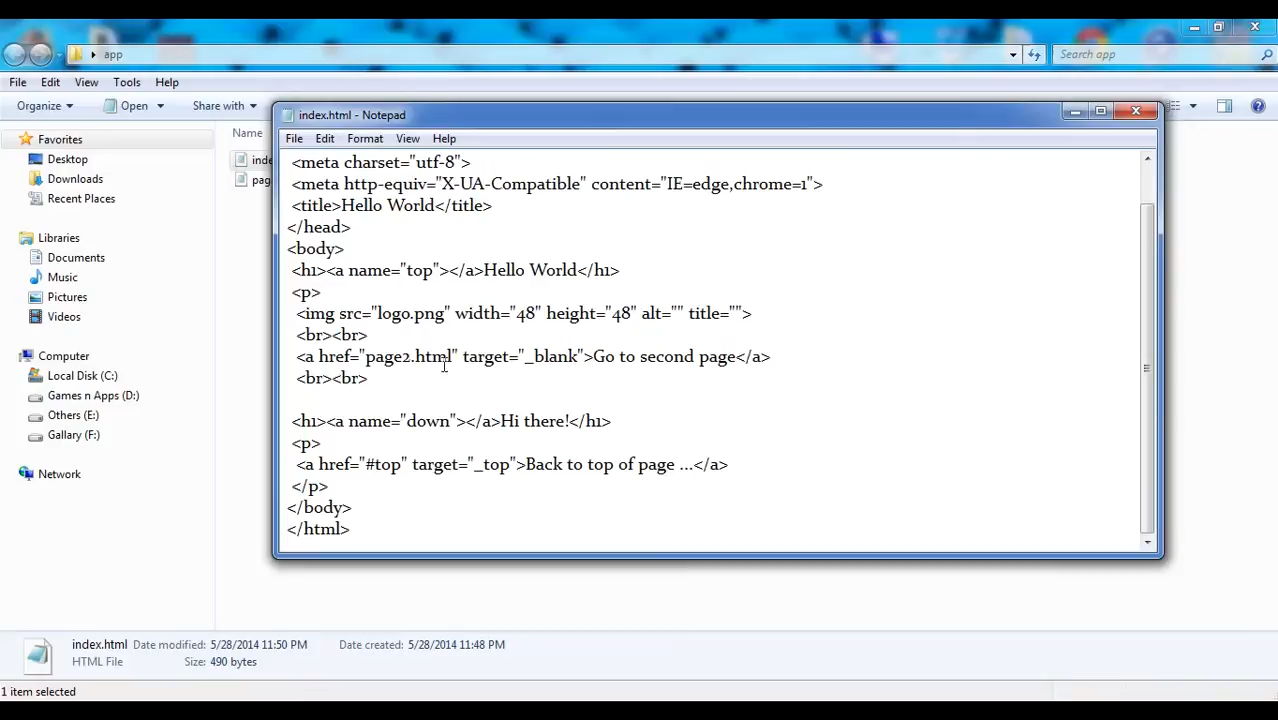 app
Search app
File Edit View Tools Help
Organize Open Share with
Name
Favorites
Desktop
Downloads
Recent Places
Libraries
Documents
Music
Pictures
Videos
Computer
Local Disk (C:)
Games n Apps (D:)
Others (E:)
Gallary (F:)
Network
inde
pag
index.html - Notepad
File Edit Format View Help
<meta charset="utf-8">
<meta http-equiv="X-UA-Compatible" content="IE=edge,chrome=1">
<title>Hello World</title>
</head>
<body>
<h1><a name="top"></a>Hello World</h1>
<p>
<img src="logo.png" width="48" height="48" alt="" title="">
<br><br>
<a href="page2.html" target="_blank">Go to second page</a>
<br><br>
<h1><a name="down"></a>Hi there!</h1>
<p>
<a href="#top" target="_top">Back to top of page ...</a>
</p>
</body>
</html>
index.html Date modified: 5/28/2014 11:50 PM Date created: 5/28/2014 11:48 PM
HTML File Size: 490 bytes
1 item selected